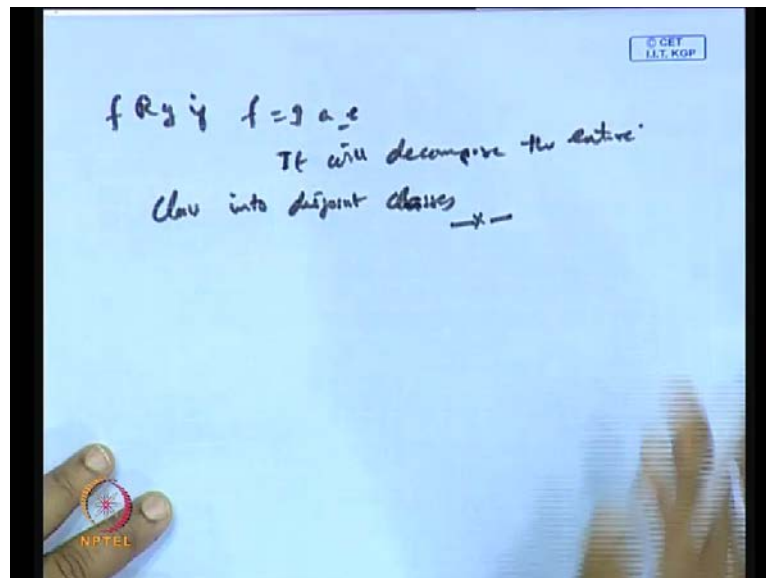 © CET
I.I.T. KGP
f R g if f = g a.e
It will decompose the entire
Class into disjoint classes
NPTEL